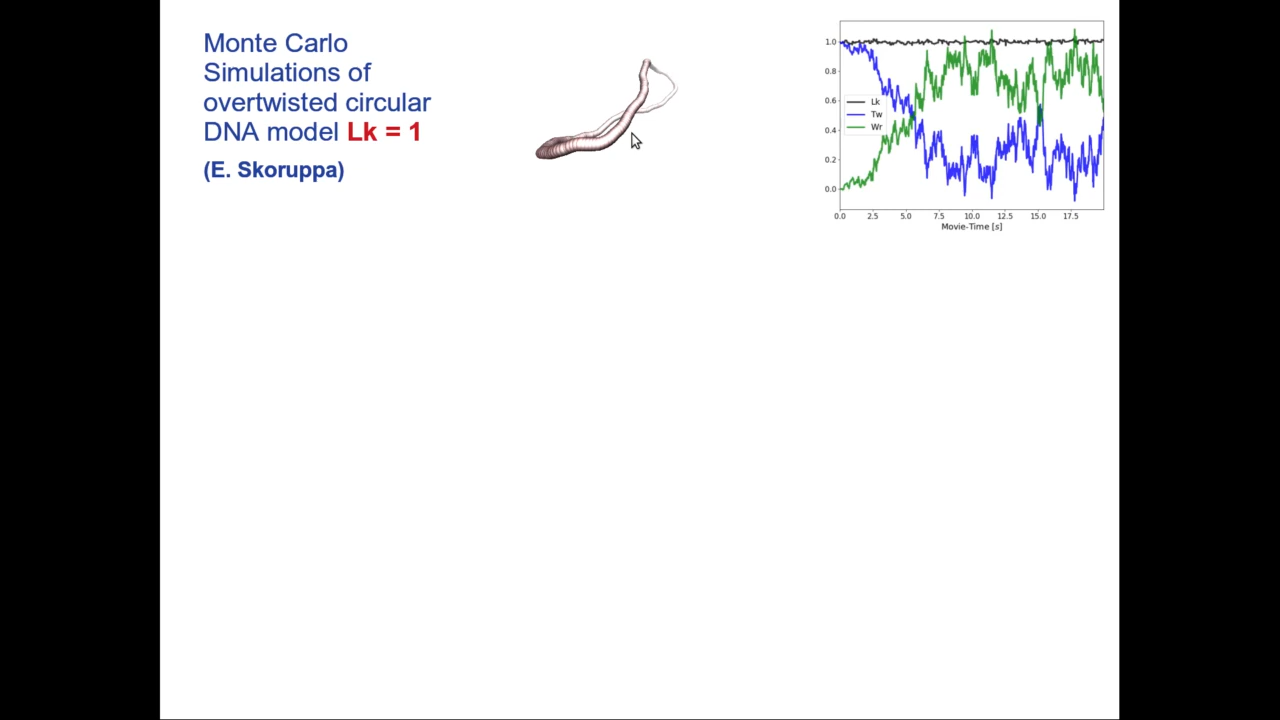 Monte Carlo
Simulations of
overtwisted circular
DNA model Lk = 1
(E. Skoruppa)
1.0
0.8
0.6
0.4
0.2
0.0
Lk
Tw
Wr
0.0 2.5 5.0 7.5 10.0 12.5 15.0 17.5
Movie-Time [s]